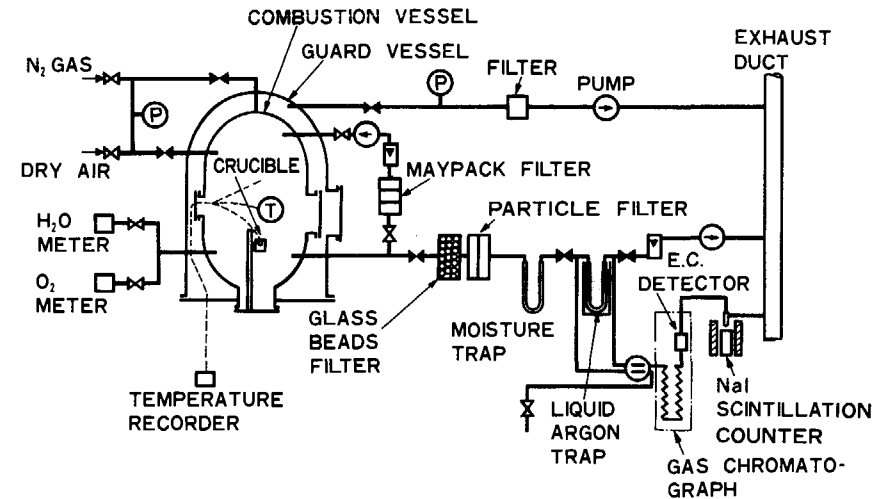 COMBUSTION VESSEL
GUARD VESSEL
EXHAUST
DUCT
N₂ GAS
FILTER
PUMP
P
P
DRY AIR
CRUCIBLE
MAYPACK FILTER
T
PARTICLE FILTER
H₂O
METER
O₂
METER
E.C.
DETECTOR
GLASS
BEADS
FILTER
MOISTURE
TRAP
TEMPERATURE
RECORDER
LIQUID
ARGON
TRAP
NaI
SCINTILLATION
COUNTER
GAS CHROMATO-
GRAPH